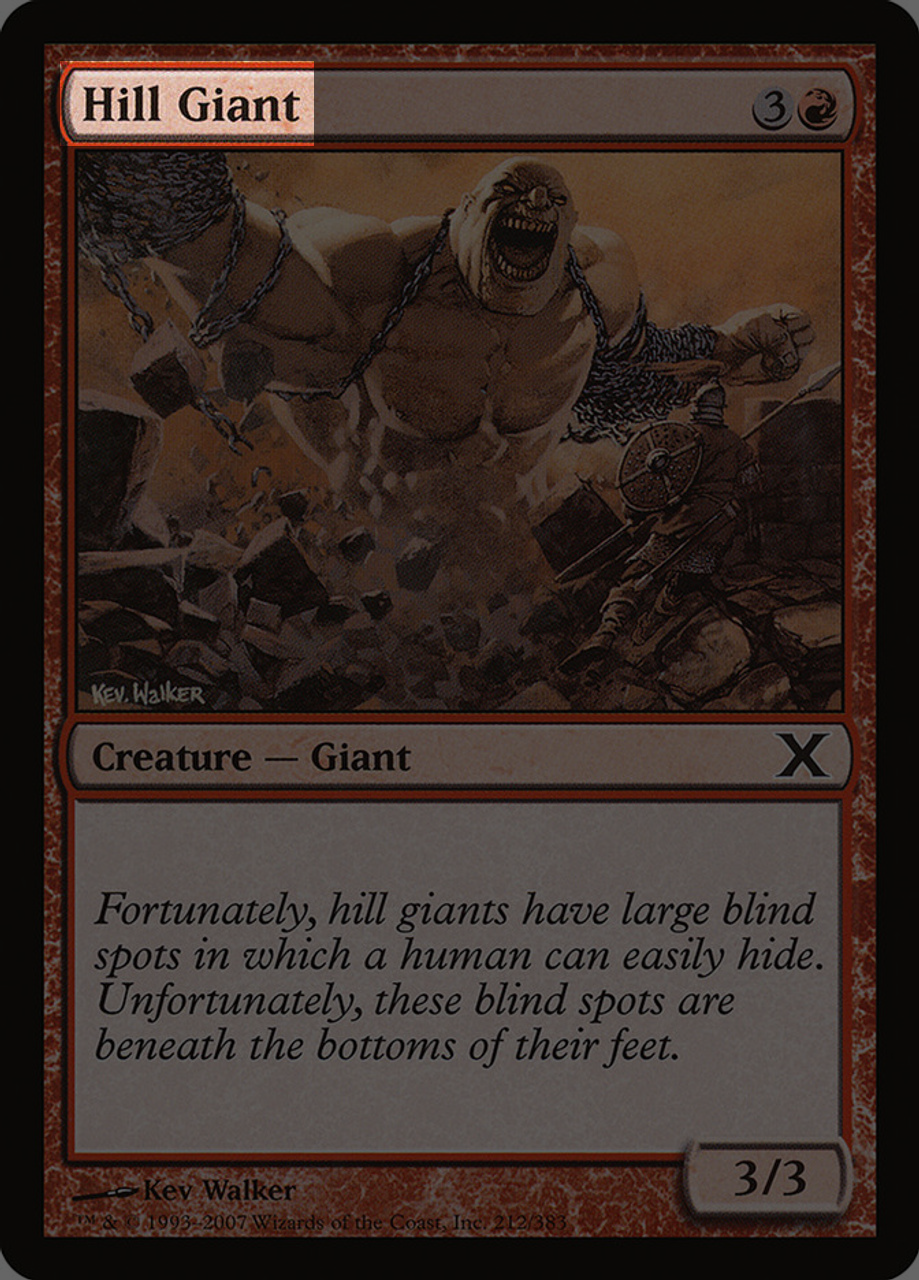 Hill Giant 3
KEV. WALKER
Creature — Giant X
Fortunately, hill giants have large blind
spots in which a human can easily hide.
Unfortunately, these blind spots are
beneath the bottoms of their feet.
3/3
Kev Walker
™ & © 1993–2007 Wizards of the Coast, Inc. 212/383